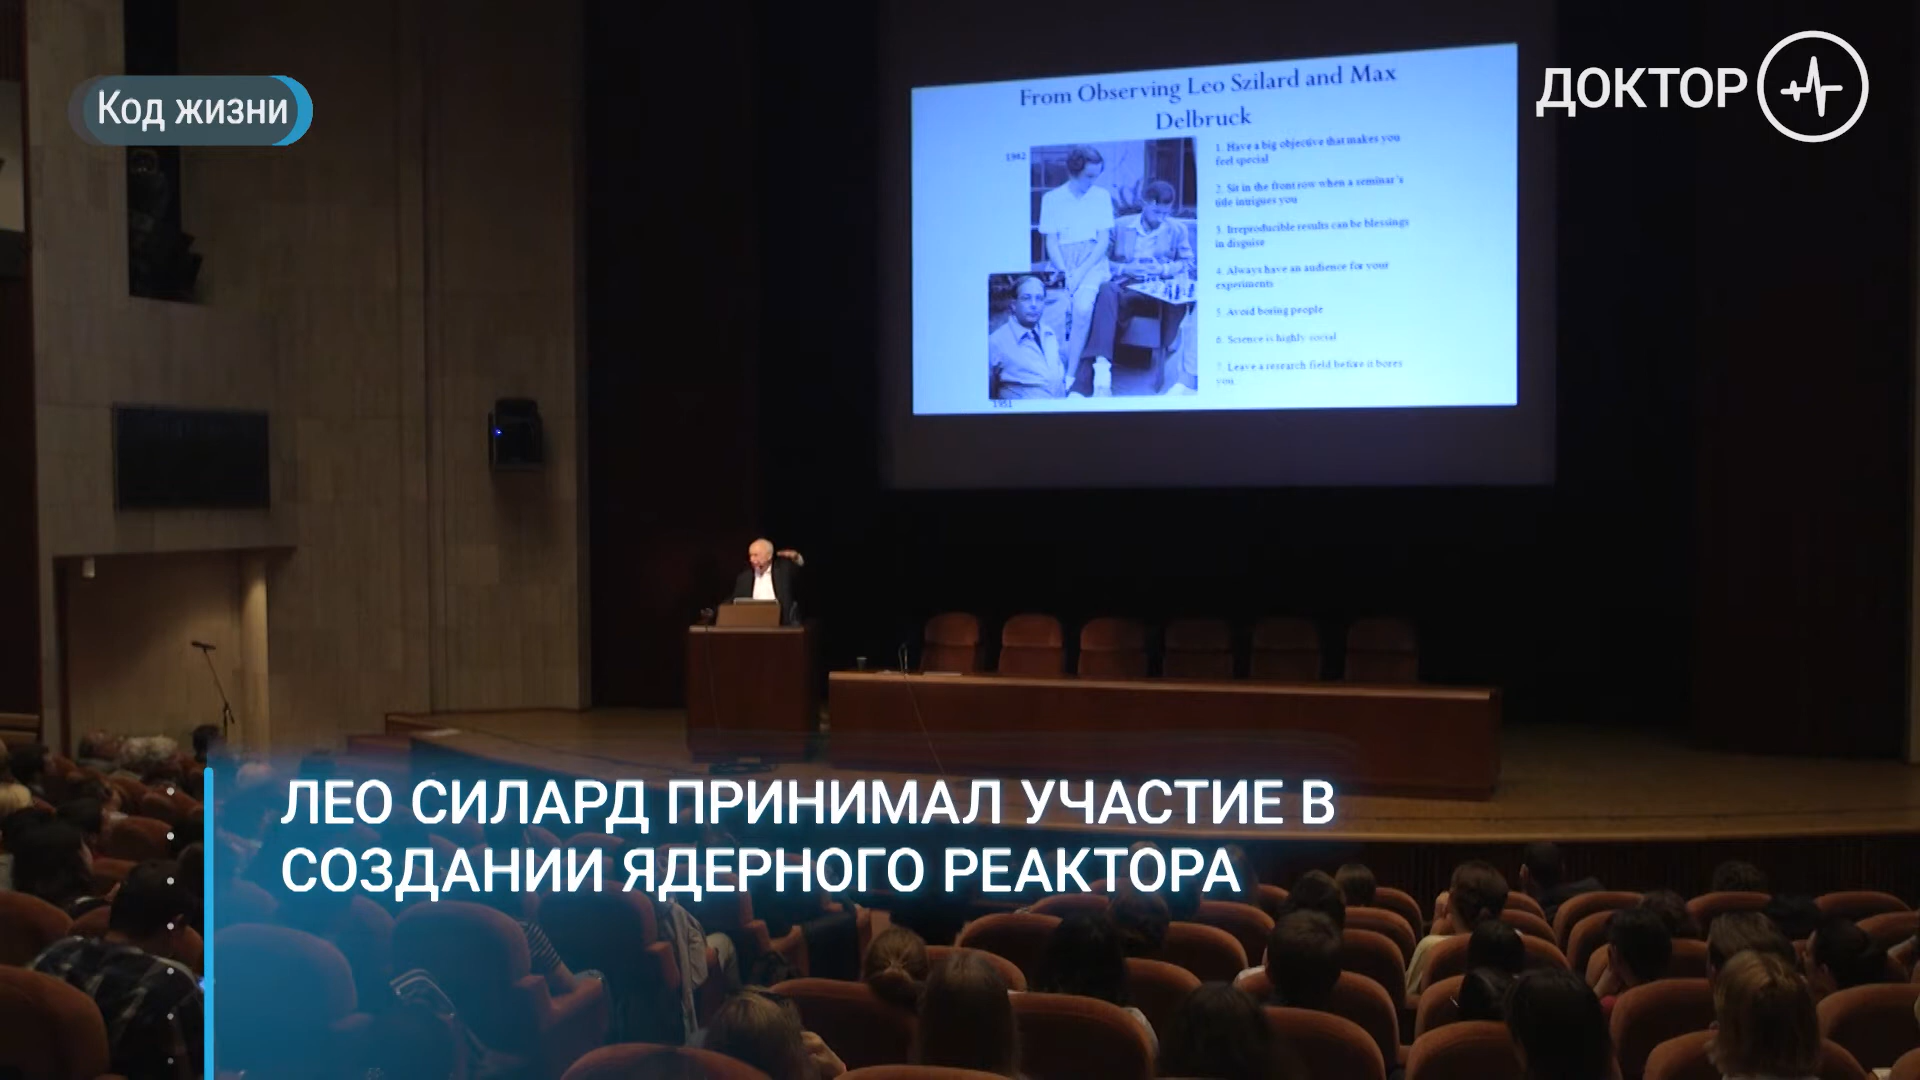 Код жизни
ДОКТОР
From Observing Leo Szilard and Max
Delbruck
1982
1. Have a big objective that makes you
feel special
2. Sit in the front row when a seminar's
title intrigues you
3. Irreproducible results can be blessings
in disguise
4. Always have an audience for your
experiments
5. Avoid boring people
6. Science is highly social
7. Leave a research field before it bores
you
ЛЕО СИЛАРД ПРИНИМАЛ УЧАСТИЕ В
СОЗДАНИИ ЯДЕРНОГО РЕАКТОРА